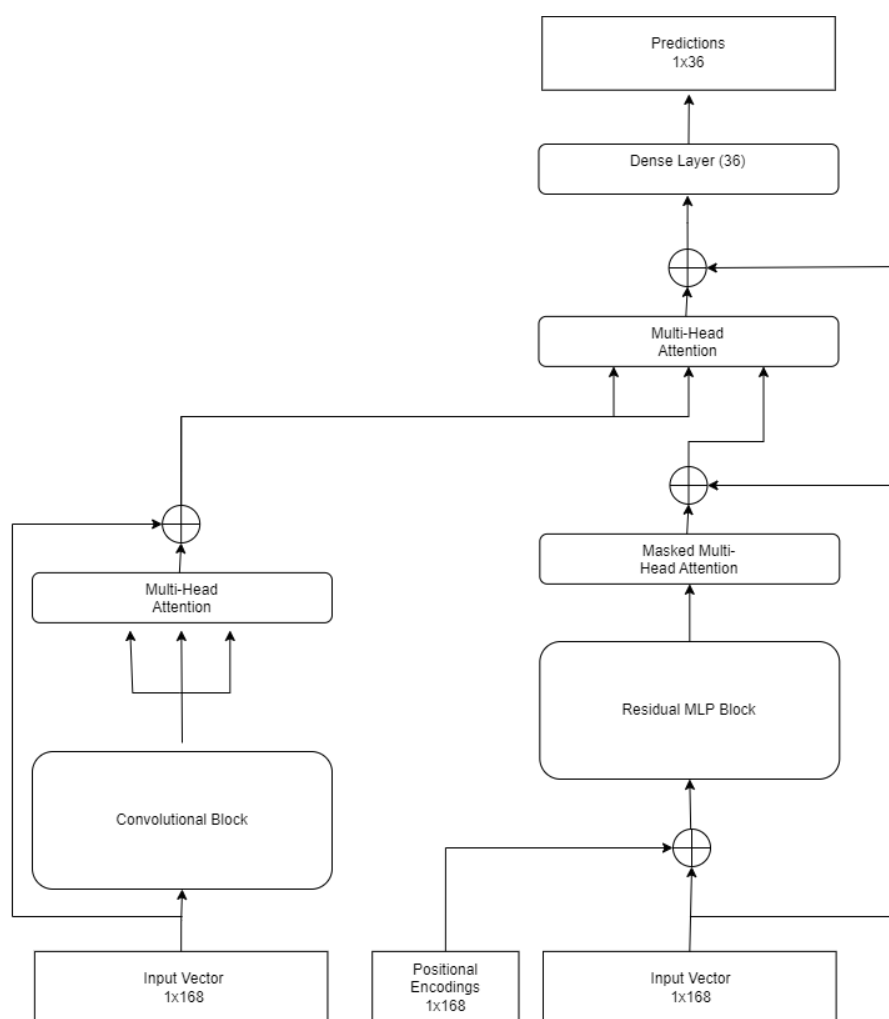 Predictions
1x36
Dense Layer (36)
Multi-Head
Attention
Masked Multi-
Head Attention
Multi-Head
Attention
Residual MLP Block
Convolutional Block
Input Vector
1x168
Positional
Encodings
1x168
Input Vector
1x168